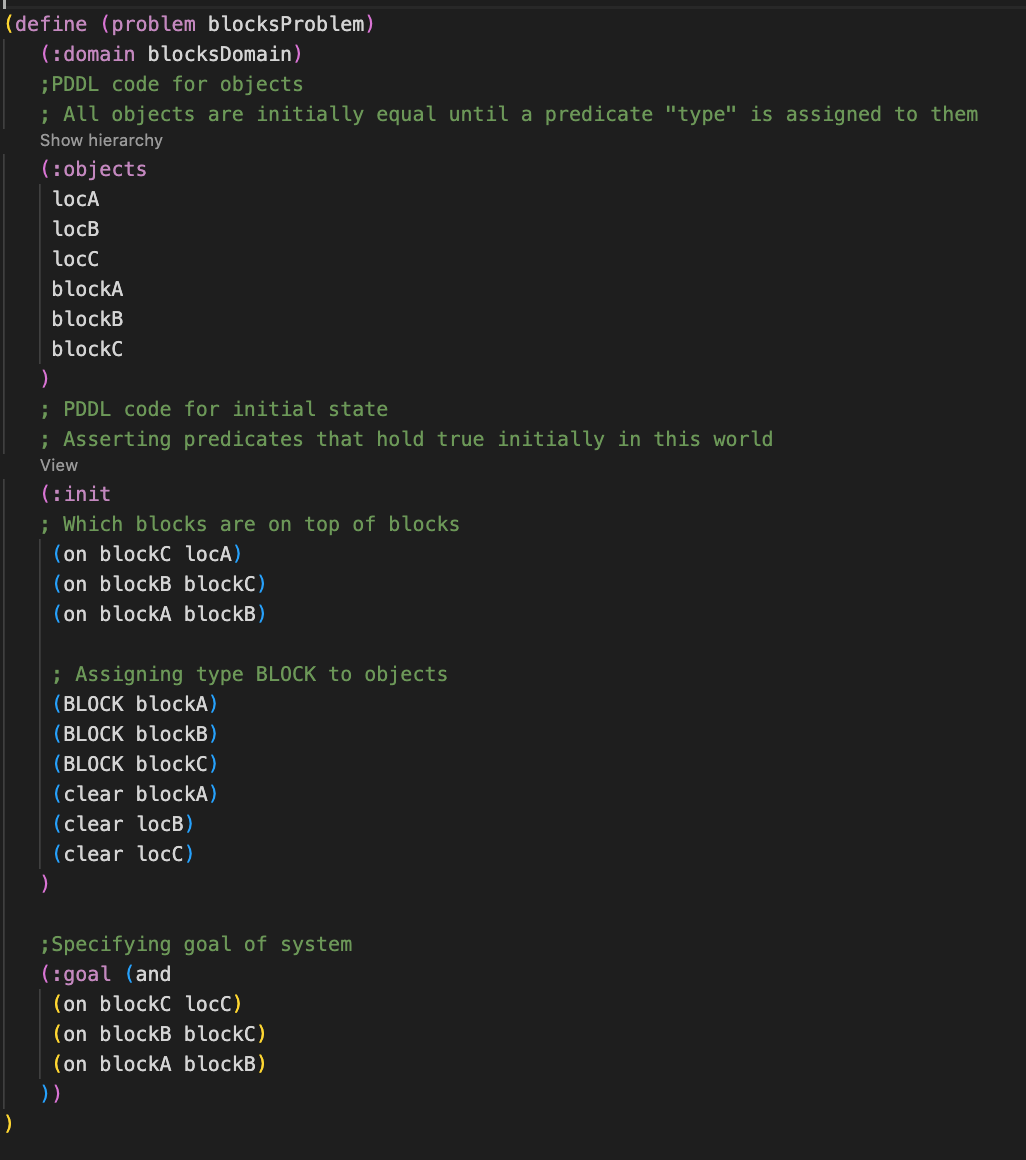 (define (problem blocksProblem)
(:domain blocksDomain)
;PDDL code for objects
; All objects are initially equal until a predicate "type" is assigned to them
Show hierarchy
(:objects
locA
locB
locC
blockA
blockB
blockC
)
; PDDL code for initial state
; Asserting predicates that hold true initially in this world
View
(:init
; Which blocks are on top of blocks
(on blockC locA)
(on blockB blockC)
(on blockA blockB)
; Assigning type BLOCK to objects
(BLOCK blockA)
(BLOCK blockB)
(BLOCK blockC)
(clear blockA)
(clear locB)
(clear locC)
)
;Specifying goal of system
(:goal (and
(on blockC locC)
(on blockB blockC)
(on blockA blockB)
))
)